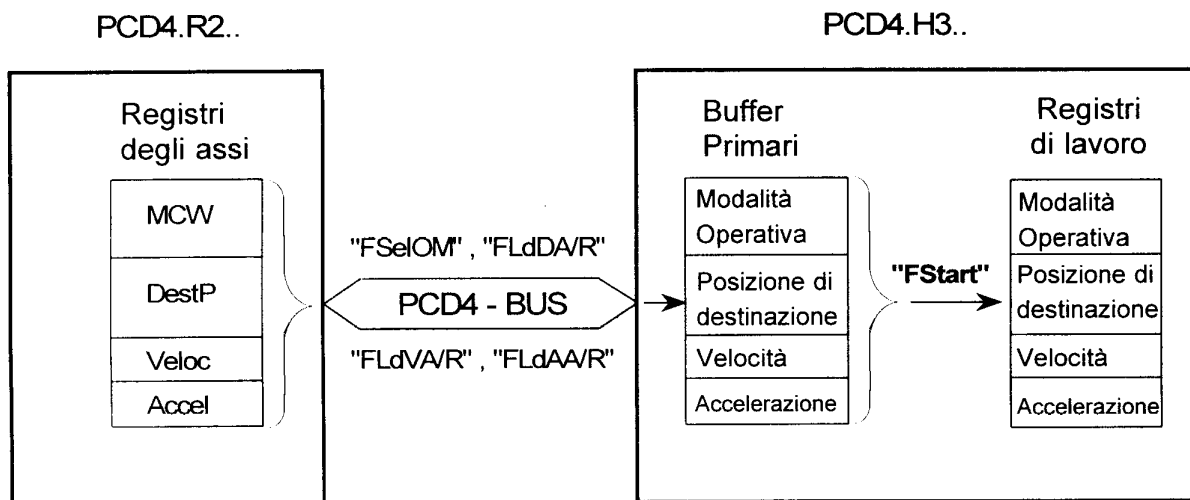 PCD4.R2..
PCD4.H3..
Registri
degli assi
MCW
DestP
Veloc
Accel
"FSelOM" , "FLdDA/R"
PCD4 - BUS
"FLdVA/R" , "FLdAA/R"
Buffer
Primari
Modalità
Operativa
Posizione di
destinazione
Velocità
Accelerazione
"FStart"
Registri
di lavoro
Modalità
Operativa
Posizione di
destinazione
Velocità
Accelerazione